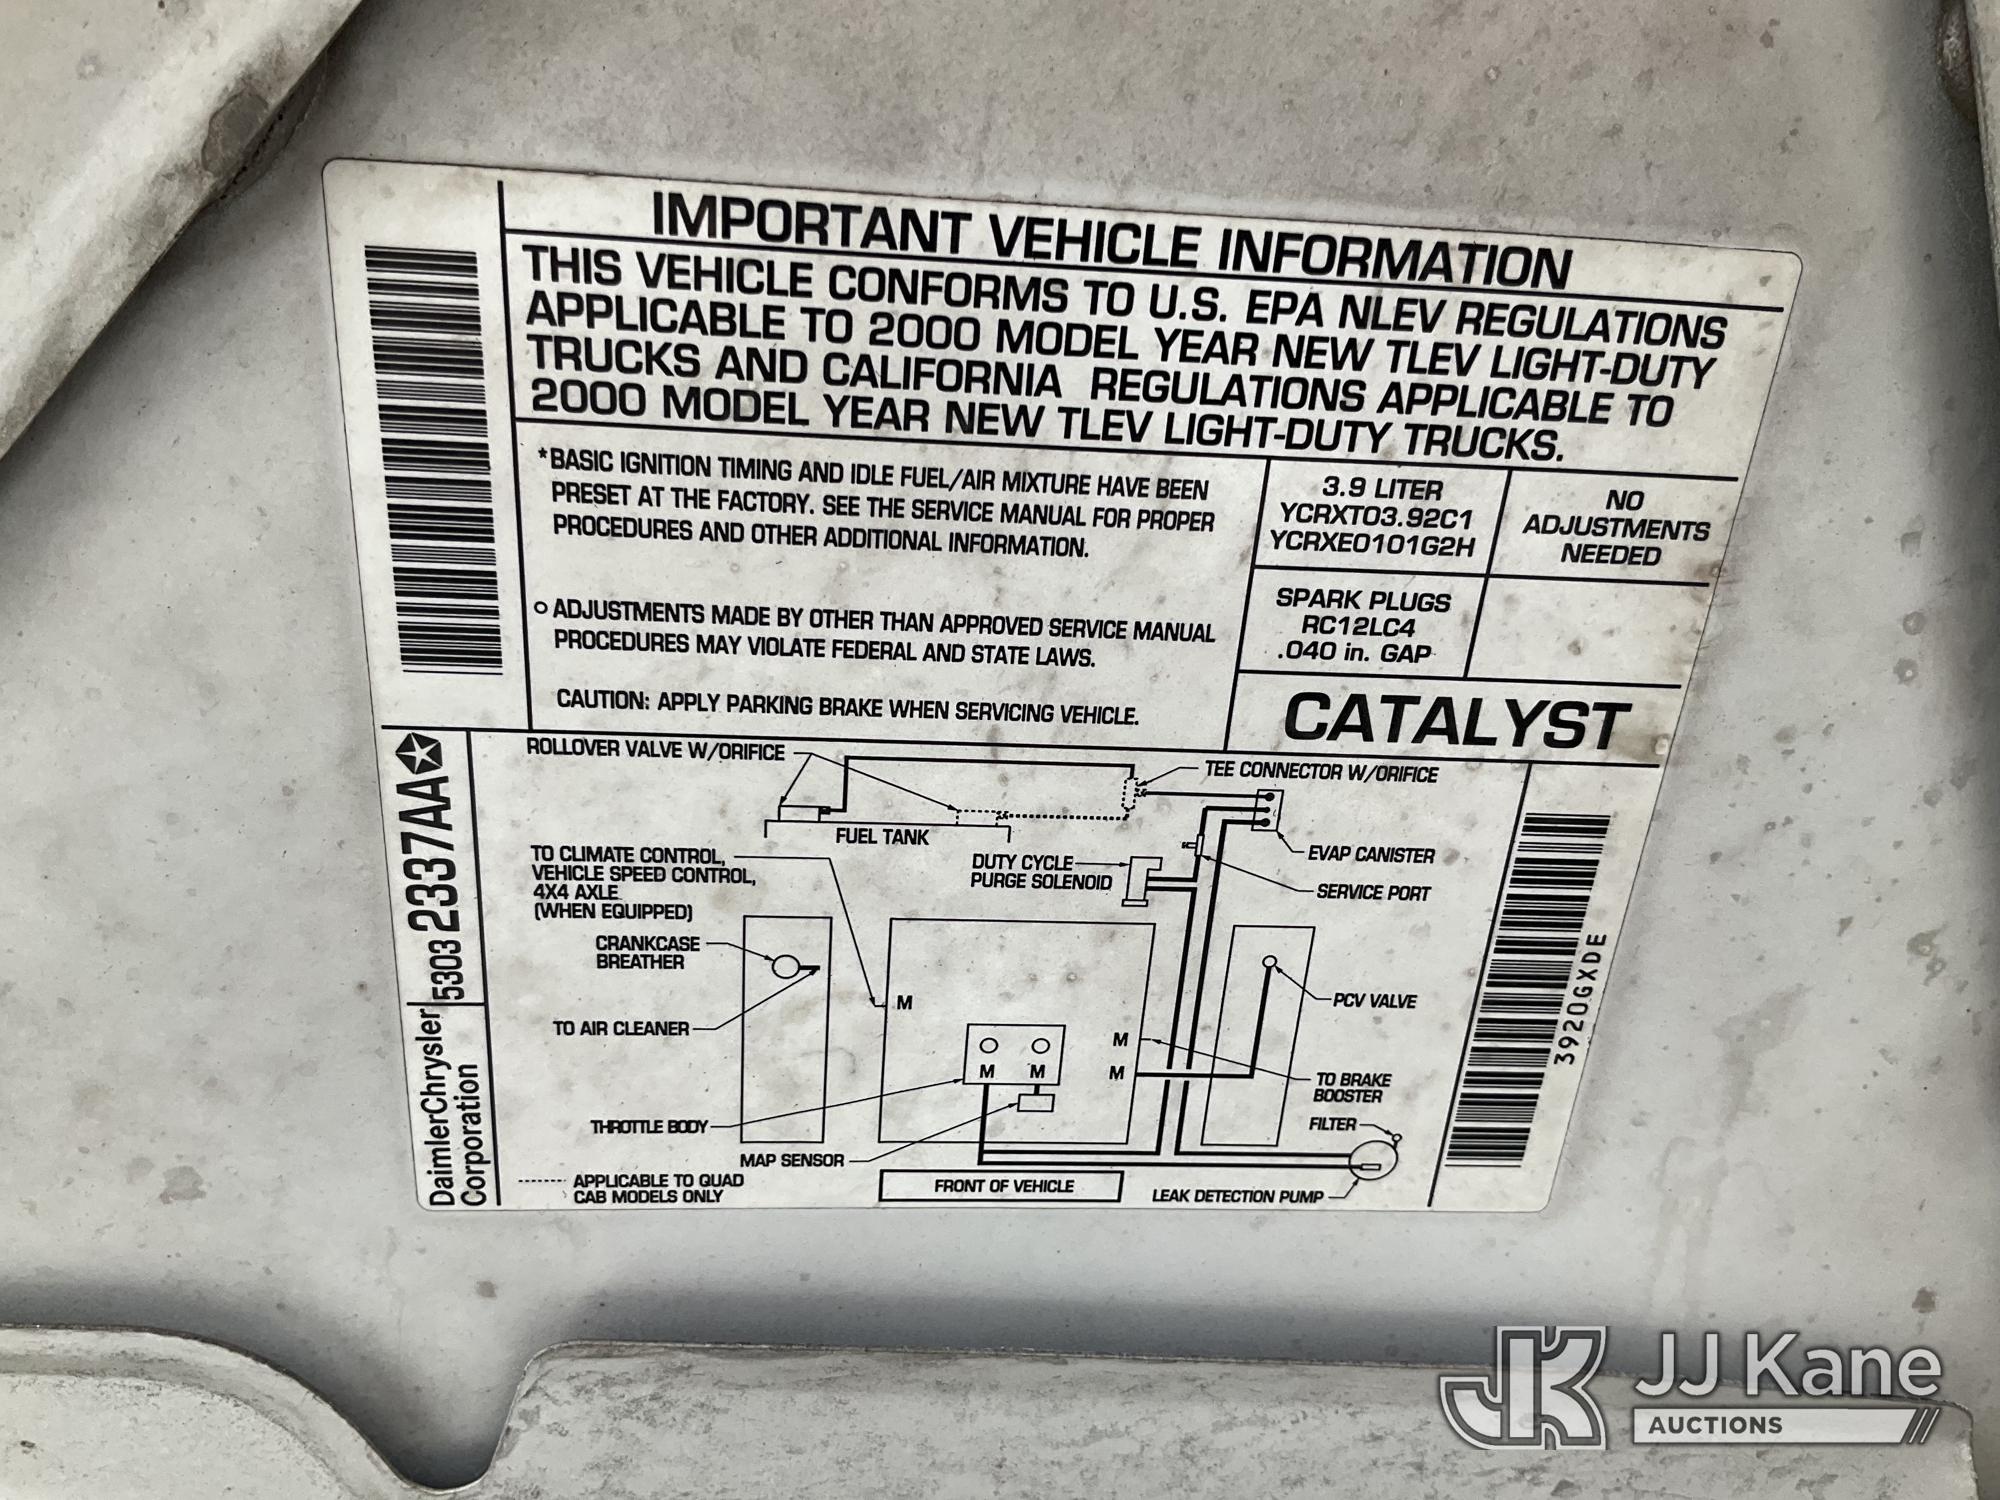 IMPORTANT VEHICLE INFORMATION
THIS VEHICLE CONFORMS TO U.S. EPA NLEV REGULATIONS
APPLICABLE TO 2000 MODEL YEAR NEW TLEV LIGHT-DUTY
TRUCKS AND CALIFORNIA REGULATIONS APPLICABLE TO
2000 MODEL YEAR NEW TLEV LIGHT-DUTY TRUCKS.
*BASIC IGNITION TIMING AND IDLE FUEL/AIR MIXTURE HAVE BEEN
PRESET AT THE FACTORY. SEE THE SERVICE MANUAL FOR PROPER
PROCEDURES AND OTHER ADDITIONAL INFORMATION.
O ADJUSTMENTS MADE BY OTHER THAN APPROVED SERVICE MANUAL
PROCEDURES MAY VIOLATE FEDERAL AND STATE LAWS.
CAUTION: APPLY PARKING BRAKE WHEN SERVICING VEHICLE.
3.9 LITER
YCRXT03.92C1
YCRXE0101G2H
NO
ADJUSTMENTS
NEEDED
SPARK PLUGS
RC12LC4
.040 in. GAP
CATALYST
ROLLOVER VALVE W/ORIFICE
TEE CONNECTOR W/ORIFICE
FUEL TANK
EVAP CANISTER
TO CLIMATE CONTROL,
VEHICLE SPEED CONTROL,
4X4 AXLE
(WHEN EQUIPPED)
DUTY CYCLE
PURGE SOLENOID
SERVICE PORT
CRANKCASE
BREATHER
M
PCV VALVE
TO AIR CLEANER
M
M
M
M
TO BRAKE
BOOSTER
THROTTLE BODY
FILTER
MAP SENSOR
APPLICABLE TO QUAD
CAB MODELS ONLY
FRONT OF VEHICLE
LEAK DETECTION PUMP
DaimlerChrysler
Corporation
53032337AA
3920GXDE
JK
JJ Kane
AUCTIONS